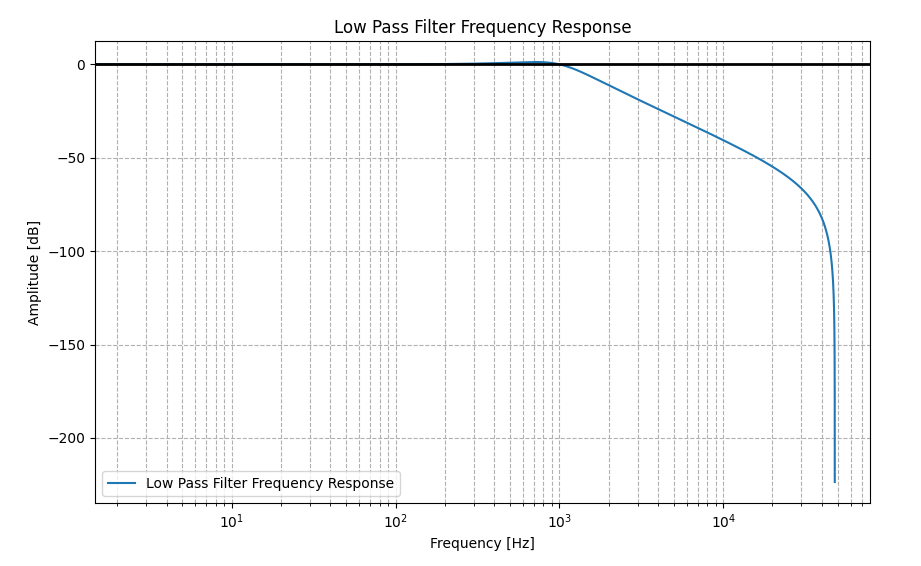 Low Pass Filter Frequency Response
0
−50
−100
−150
−200
Amplitude [dB]
Low Pass Filter Frequency Response
10¹
10²
10³
10⁴
Frequency [Hz]